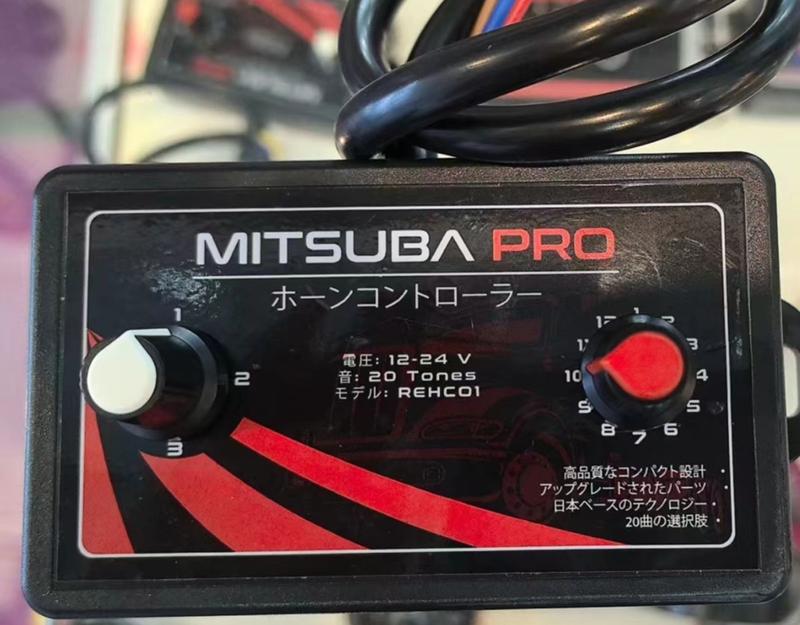 MITSUBA PRO
ホーンコントローラー
電圧: 12-24 V
音: 20 Tones
モデル: REHC01
1
2
3
12 1 2
11 3
10 4
9 5
8 7 6
高品質なコンパクト設計 ・
アップグレードされたパーツ ・
日本ベースのテクノロジー ・
20曲の選択肢 ・